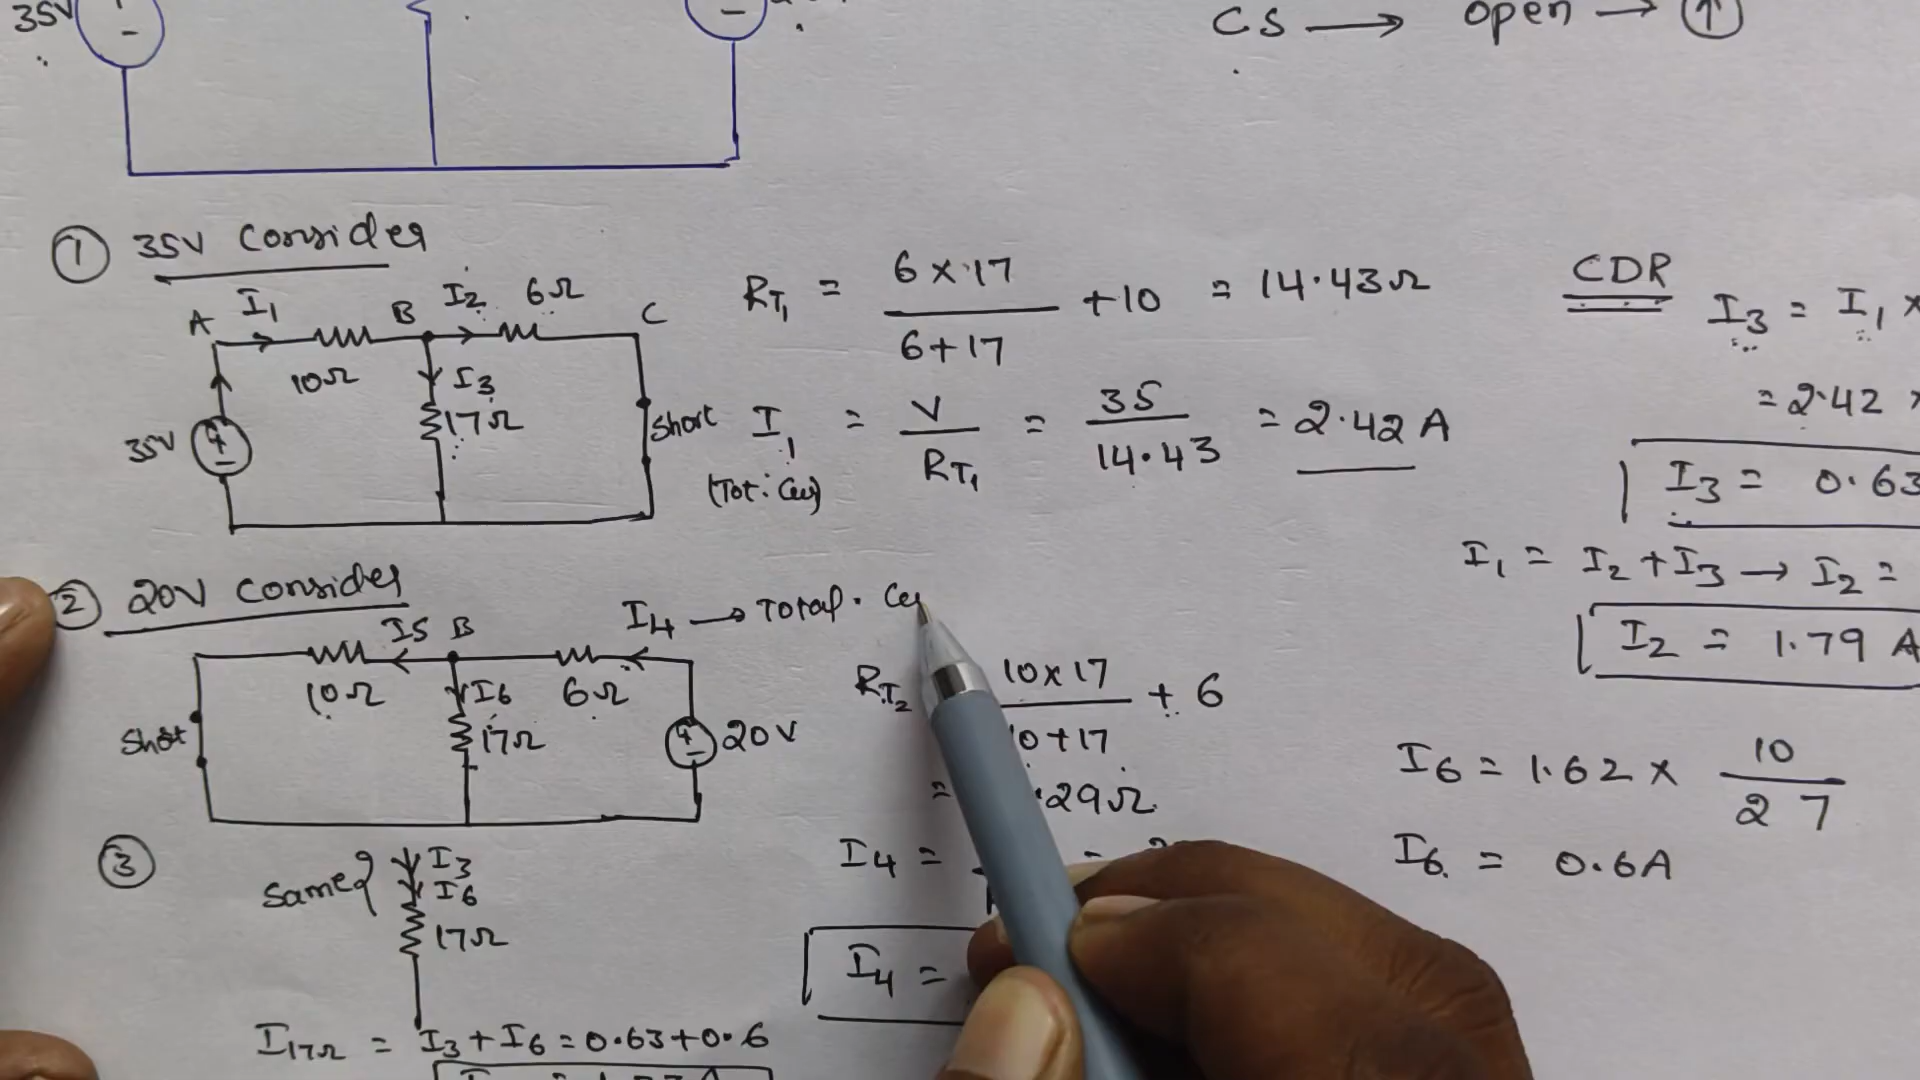 35V
-
-
CS → open → ↑
① 35V Consider
A I1 B I2 6Ω C
10Ω I3
17Ω
35V + -
Short
RT1 = 6 × 17 / 6 + 17 + 10 = 14.43Ω
I1 = V / RT1 = 35 / 14.43 = 2.42 A
(Tot: Cur)
CDR
I3 = I1 ×
= 2.42 ×
I3 = 0.63
I1 = I2 + I3 → I2 =
I2 = 1.79 A
② 20V Consider
I5 B I4 → Total. Cu
10Ω I6 6Ω
Short 17Ω + - 20V
RT2 10 × 17 / 10 + 17 + 6
= .29Ω
I4 =
I4 =
I6 = 1.62 × 10 / 27
I6. = 0.6A
③
Same I3
I6
17Ω
I17Ω = I3 + I6 = 0.63 + 0.6